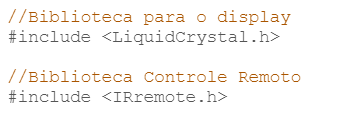 //Biblioteca para o display
#include <LiquidCrystal.h>
//Biblioteca Controle Remoto
#include <IRremote.h>